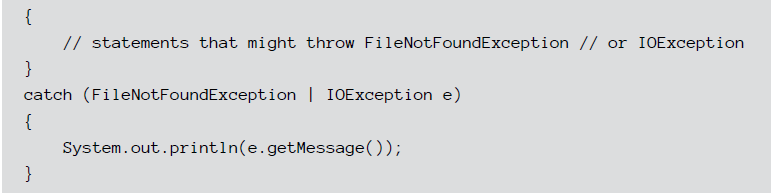 {
// statements that might throw FileNotFoundException // or IOException
}
catch (FileNotFoundException | IOException e)
{
System.out.println(e.getMessage());
}